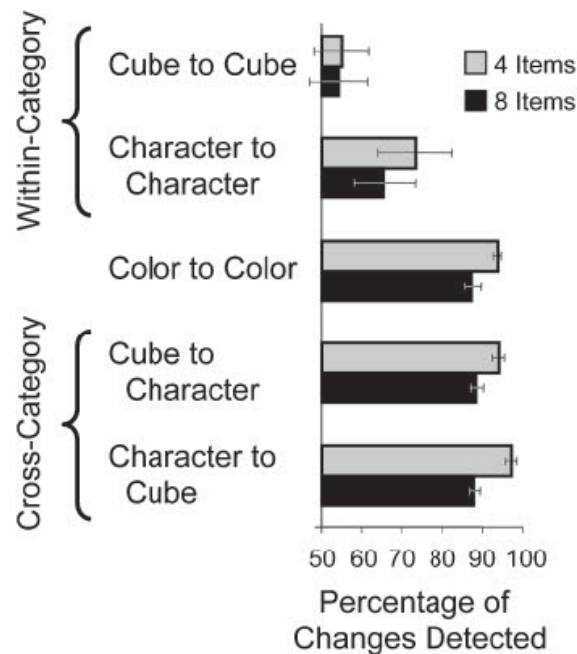 Within-Category
Cube to Cube
Character to
Character
Color to Color
Cross-Category
Cube to
Character
Character to
Cube
4 Items
8 Items
50 60 70 80 90 100
Percentage of
Changes Detected